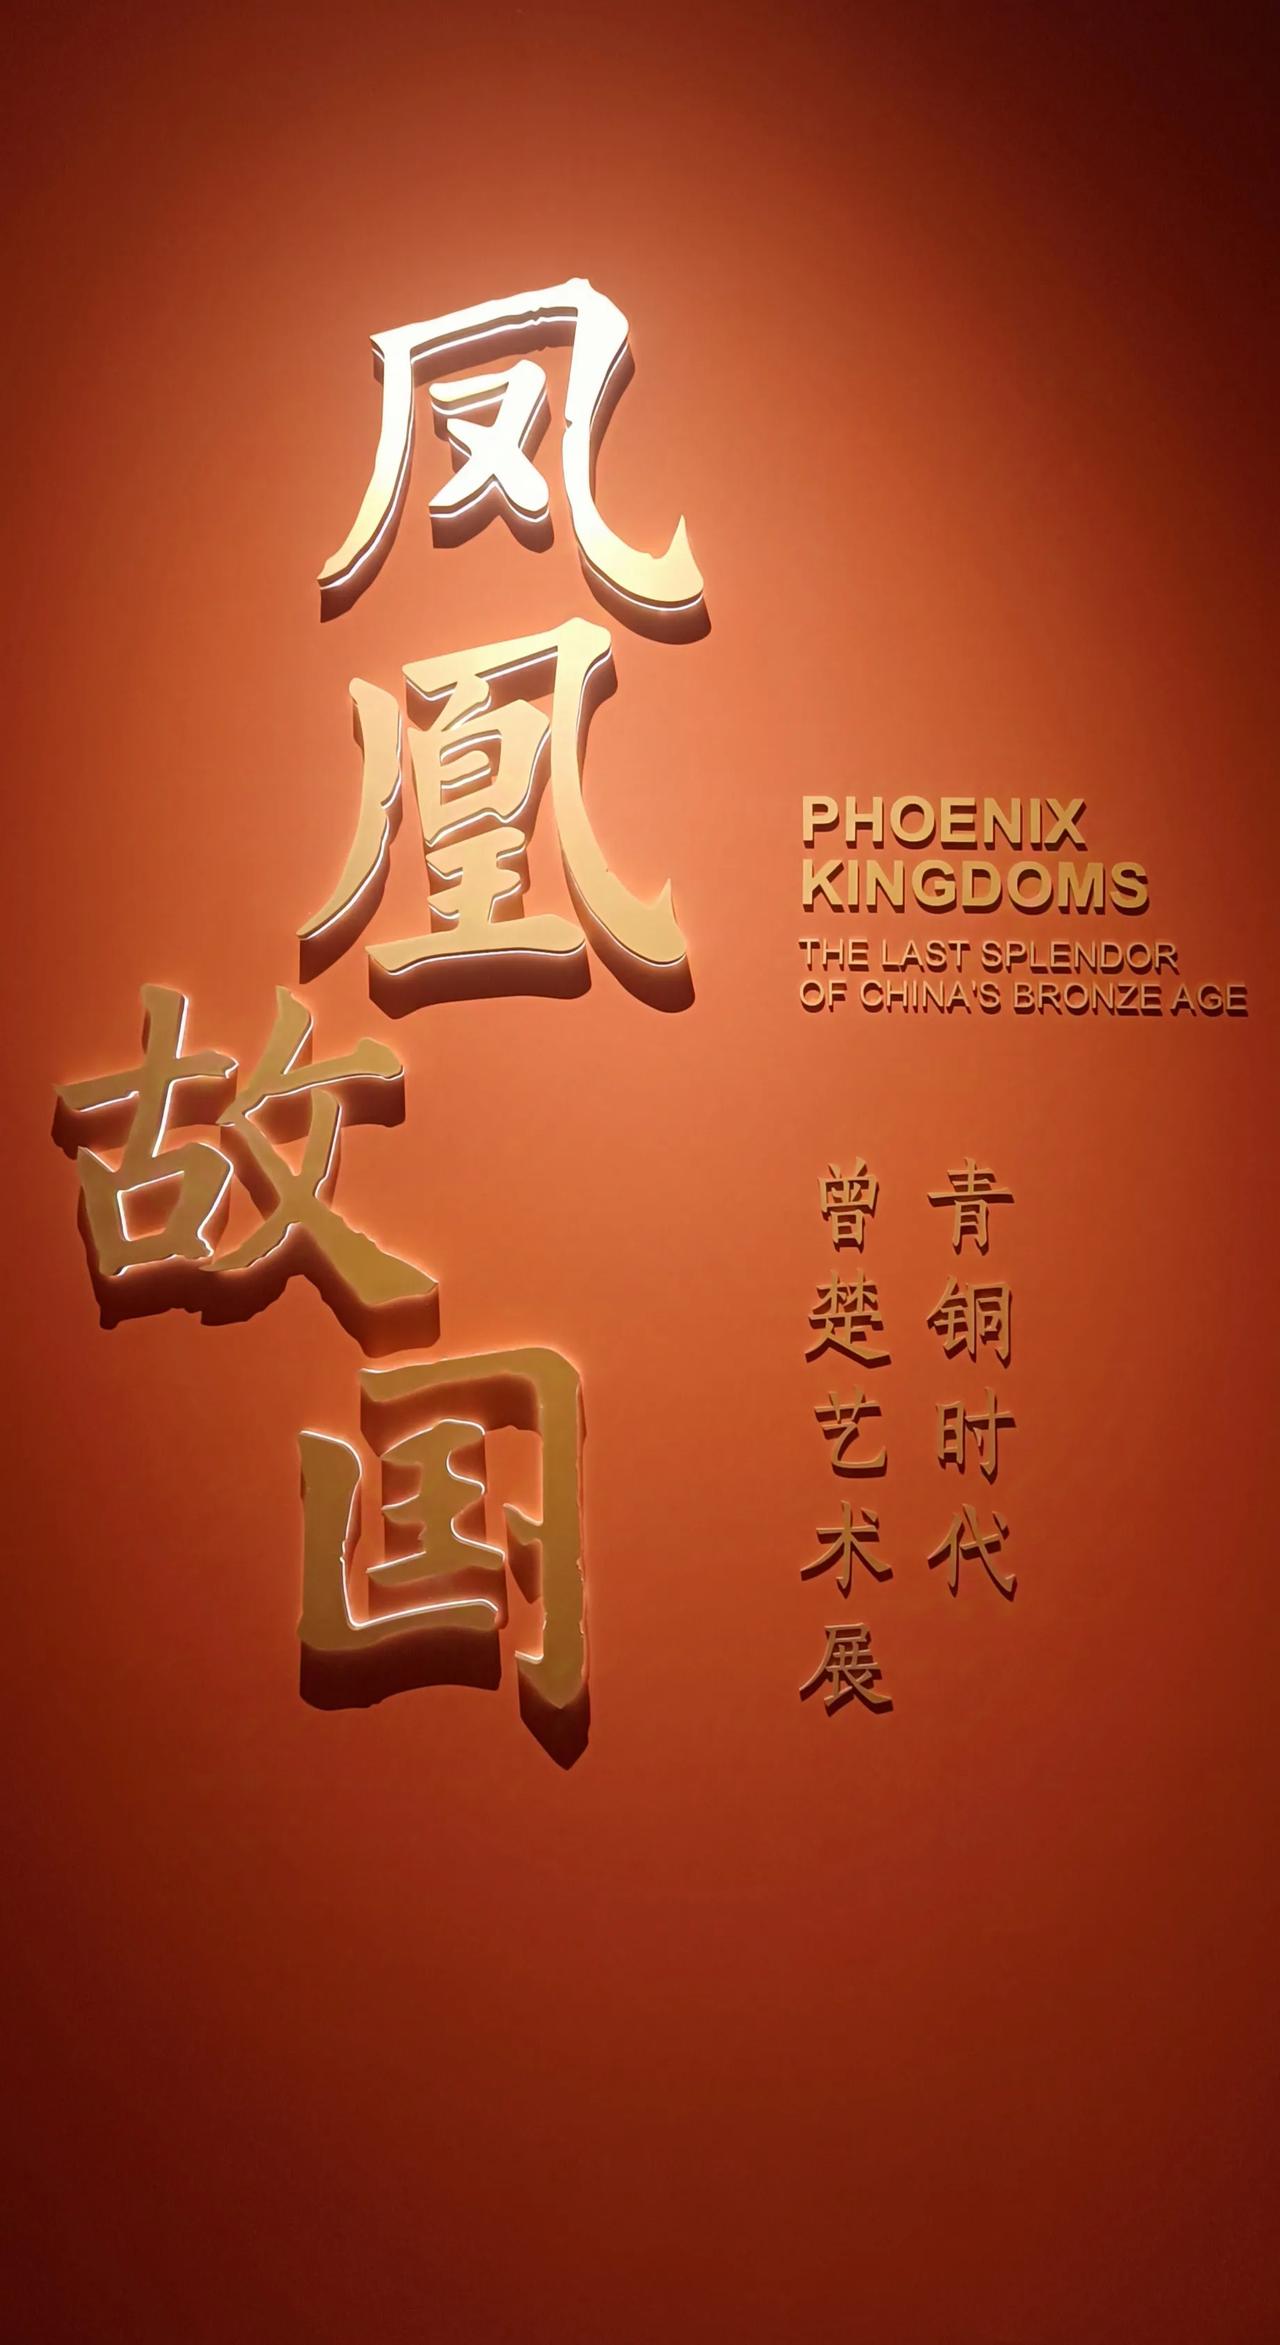 凤凰
故国
PHOENIX
KINGDOMS
THE LAST SPLENDOR
OF CHINA'S BRONZE AGE
青铜时代
曾楚艺术展